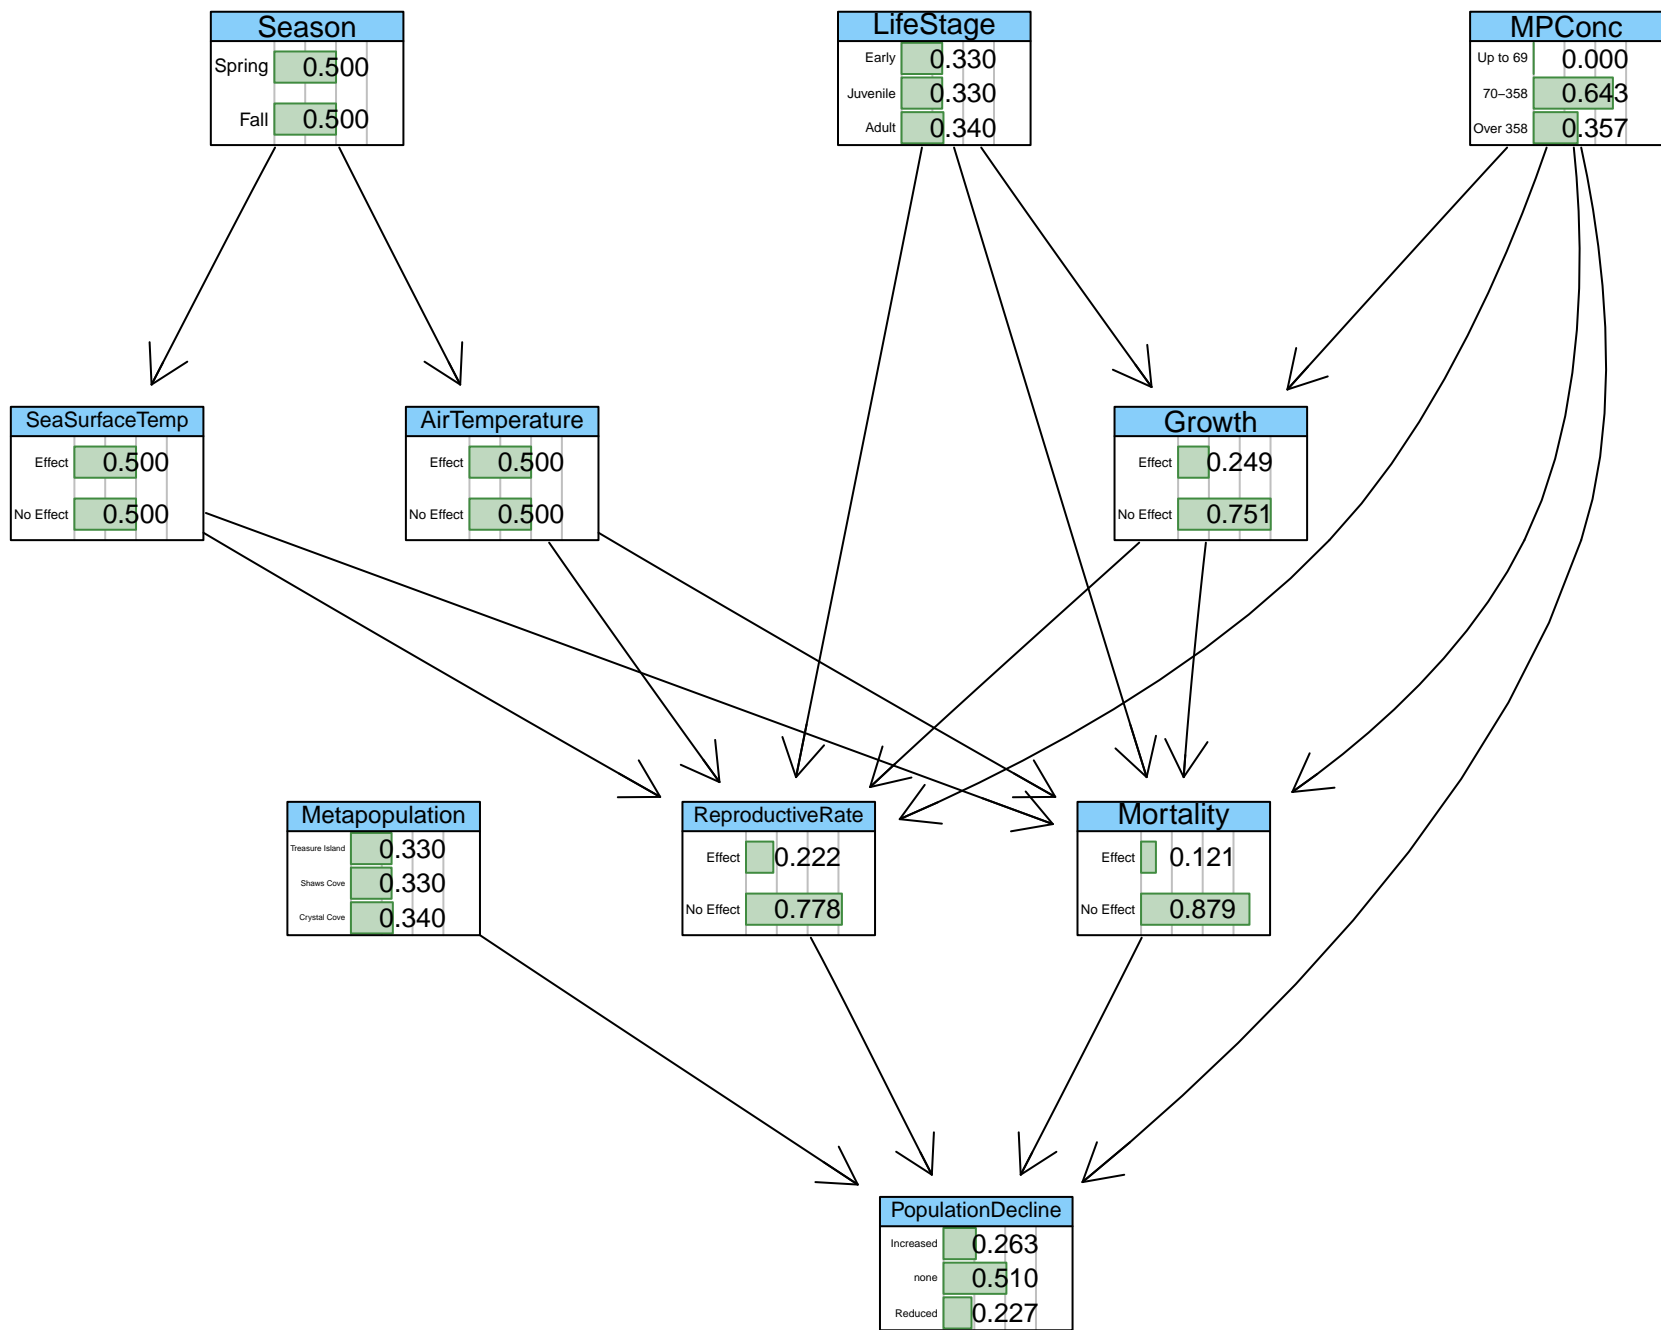 Season
Spring 0.500
Fall 0.500
LifeStage
Early 0.330
Juvenile 0.330
Adult 0.340
MPConc
Up to 69 0.000
70–358 0.643
Over 358 0.357
SeaSurfaceTemp
Effect 0.500
No Effect 0.500
AirTemperature
Effect 0.500
No Effect 0.500
Growth
Effect 0.249
No Effect 0.751
Metapopulation
Treasure Island 0.330
Shaws Cove 0.330
Crystal Cove 0.340
ReproductiveRate
Effect 0.222
No Effect 0.778
Mortality
Effect 0.121
No Effect 0.879
PopulationDecline
Increased 0.263
none 0.510
Reduced 0.227